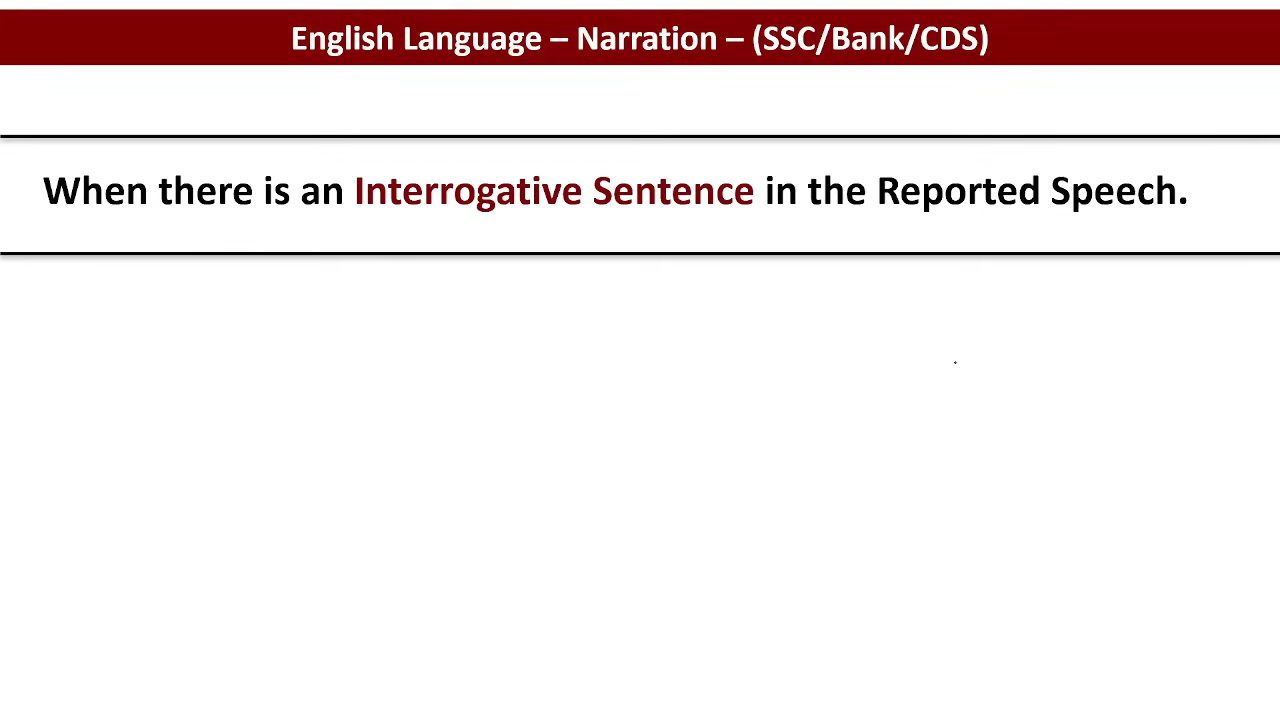 English Language – Narration – (SSC/Bank/CDS)
When there is an Interrogative Sentence in the Reported Speech.